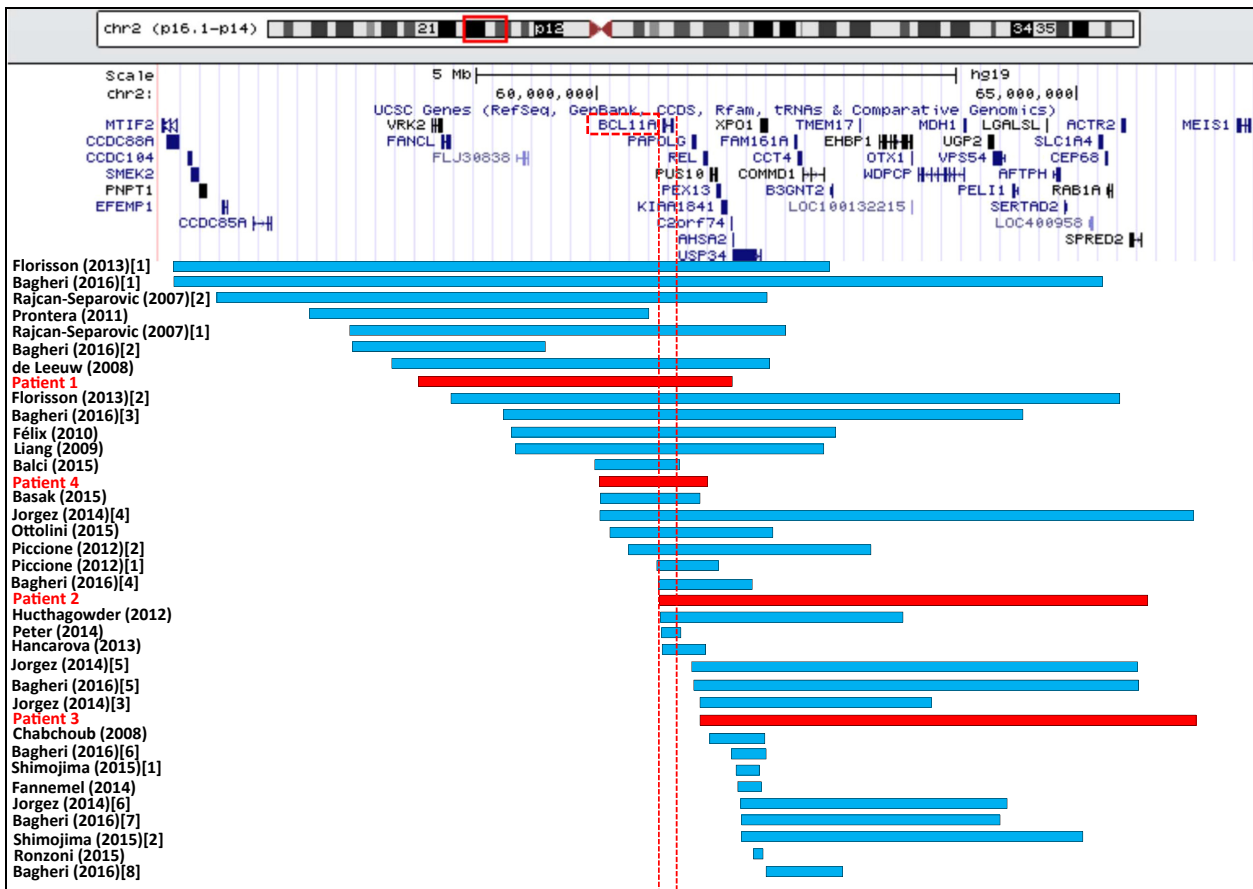 chr2 (p16.1-p14) 21 p12 34 35
Scale 5 Mb hg19
chr2: 60,000,000 65,000,000
UCSC Genes (RefSeq, GenBank, CCDS, Rfam, tRNAs & Comparative Genomics)
MTIF2 VRK2 BCL11A XPO1 TMEM17 MDH1 LGALSL ACTR2 MEIS1
CCDC88A FANCL PAPOLG FAM161A EHBP1 UGP2 SLC1A4
CCDC104 FLJ30838 REL CCT4 OTX1 VPS54 CEP68
SMEK2 PUS10 COMMD1 WDPCP AFTPH
PNPT1 PEX13 B3GNT2 PELI1 RAB1A
EFEMP1 KIAA1841 LOC100132215 SERTAD2
CCDC85A C2orf74 LOC400958
AHSA2 SPRED2
USP34
Florisson (2013)[1]
Bagheri (2016)[1]
Rajcan-Separovic (2007)[2]
Prontera (2011)
Rajcan-Separovic (2007)[1]
Bagheri (2016)[2]
de Leeuw (2008)
Patient 1
Florisson (2013)[2]
Bagheri (2016)[3]
Félix (2010)
Liang (2009)
Balci (2015)
Patient 4
Basak (2015)
Jorgez (2014)[4]
Ottolini (2015)
Piccione (2012)[2]
Piccione (2012)[1]
Bagheri (2016)[4]
Patient 2
Hucthagowder (2012)
Peter (2014)
Hancarova (2013)
Jorgez (2014)[5]
Bagheri (2016)[5]
Jorgez (2014)[3]
Patient 3
Chabchoub (2008)
Bagheri (2016)[6]
Shimojima (2015)[1]
Fannemel (2014)
Jorgez (2014)[6]
Bagheri (2016)[7]
Shimojima (2015)[2]
Ronzoni (2015)
Bagheri (2016)[8]